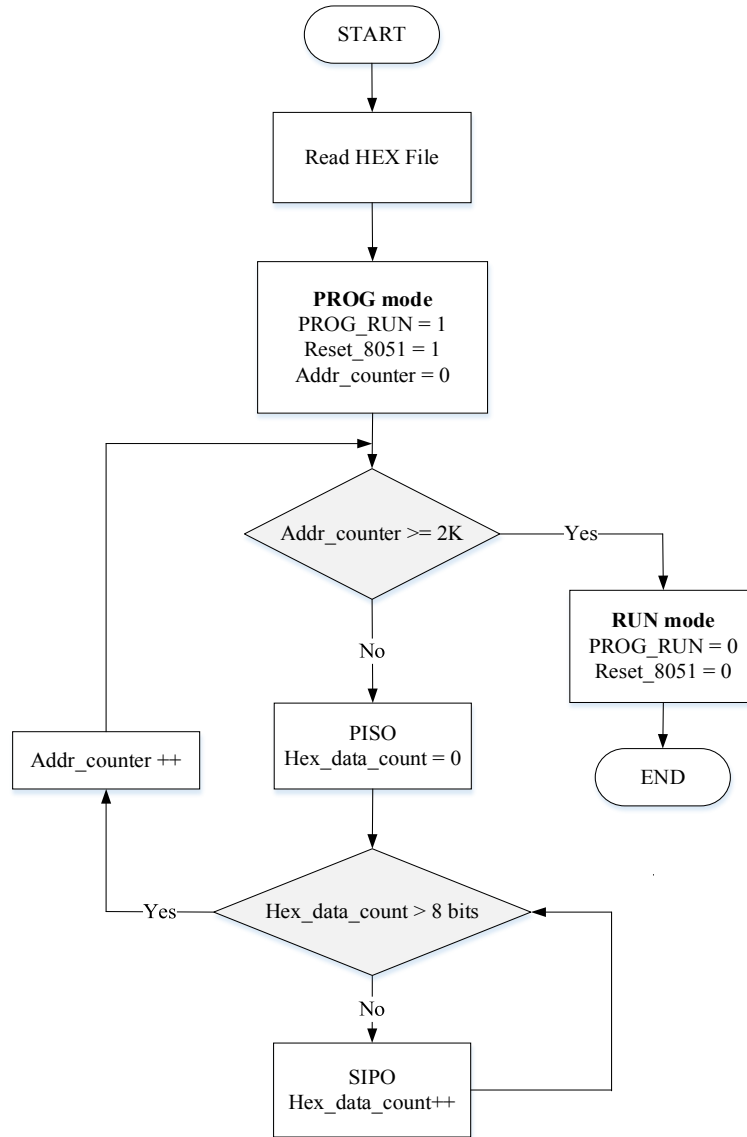 START
Read HEX File
PROG mode
PROG_RUN = 1
Reset_8051 = 1
Addr_counter = 0
Addr_counter >= 2K
Yes
RUN mode
PROG_RUN = 0
Reset_8051 = 0
END
No
PISO
Hex_data_count = 0
Addr_counter ++
Hex_data_count > 8 bits
Yes
No
SIPO
Hex_data_count++